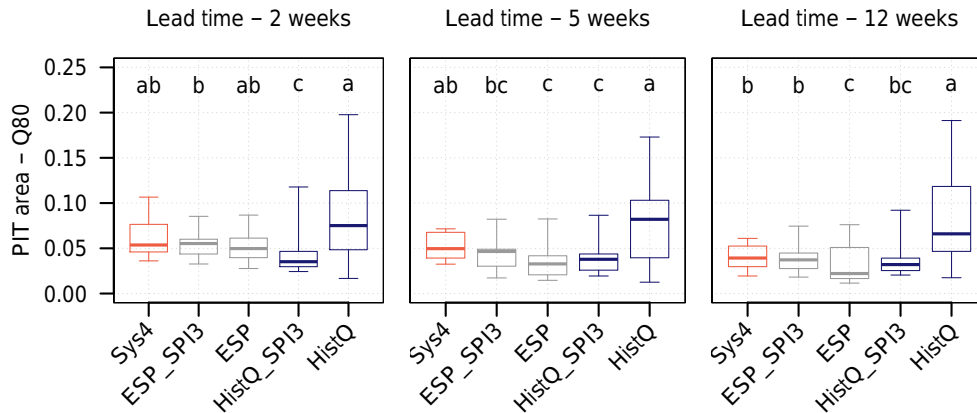 Lead time – 2 weeks
Lead time – 5 weeks
Lead time – 12 weeks
PIT area – Q80
0.25
0.20
0.15
0.10
0.05
0.00
ab b ab c a
ab bc c c a
b b c bc a
Sys4
ESP_SPI3
ESP
HistQ_SPI3
HistQ
Sys4
ESP_SPI3
ESP
HistQ_SPI3
HistQ
Sys4
ESP_SPI3
ESP
HistQ_SPI3
HistQ